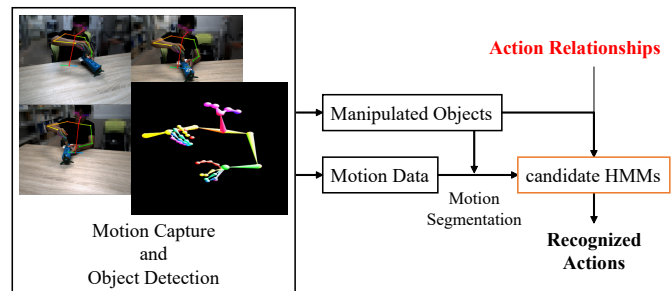 Action Relationships
Manipulated Objects
Motion Data
candidate HMMs
Motion
Segmentation
Motion Capture
and
Object Detection
Recognized
Actions